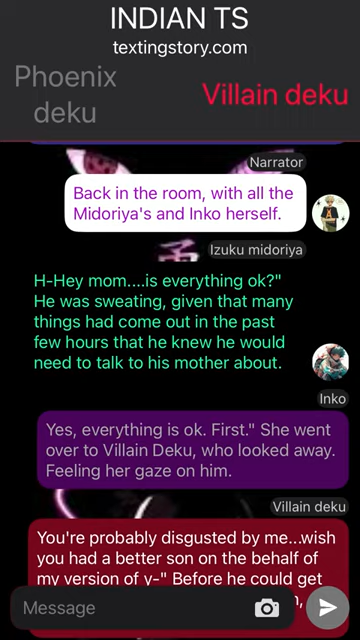 INDIAN TS
textingstory.com
Phoenix
deku
Villain deku
Narrator
Back in the room, with all the
Midoriya's and Inko herself.
Izuku midoriya
H-Hey mom....is everything ok?"
He was sweating, given that many
things had come out in the past
few hours that he knew he would
need to talk to his mother about.
Inko
Yes, everything is ok. First." She went
over to Villain Deku, who looked away.
Feeling her gaze on him.
Villain deku
You're probably disgusted by me...wish
you had a better son on the behalf of
my version of y-" Before he could get
Message